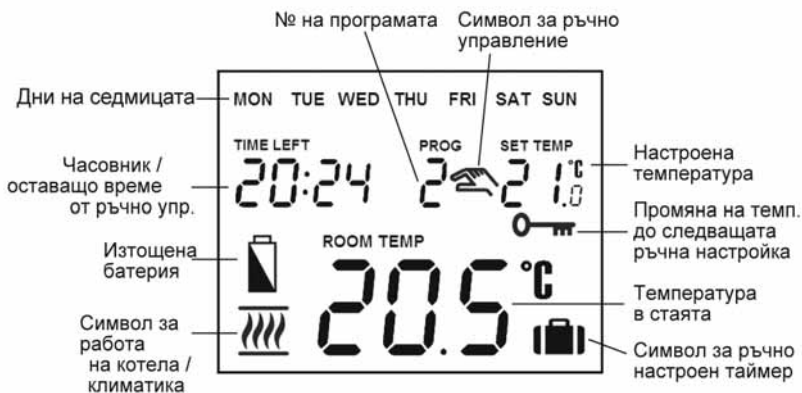 № на програмата
Символ за ръчно
управление
Дни на седмицата
MON TUE WED THU FRI SAT SUN
TIME LEFT PROG SET TEMP
Часовник /
оставащо време
от ръчно упр.
20:24 2 21.0 °C
Настроена
температура
Промяна на темп.
до следващата
ръчна настройка
Изтощена
батерия
ROOM TEMP
20.5 °C
Температура
в стаята
Символ за
работа
на котела /
климатика
Символ за ръчно
настроен таймер